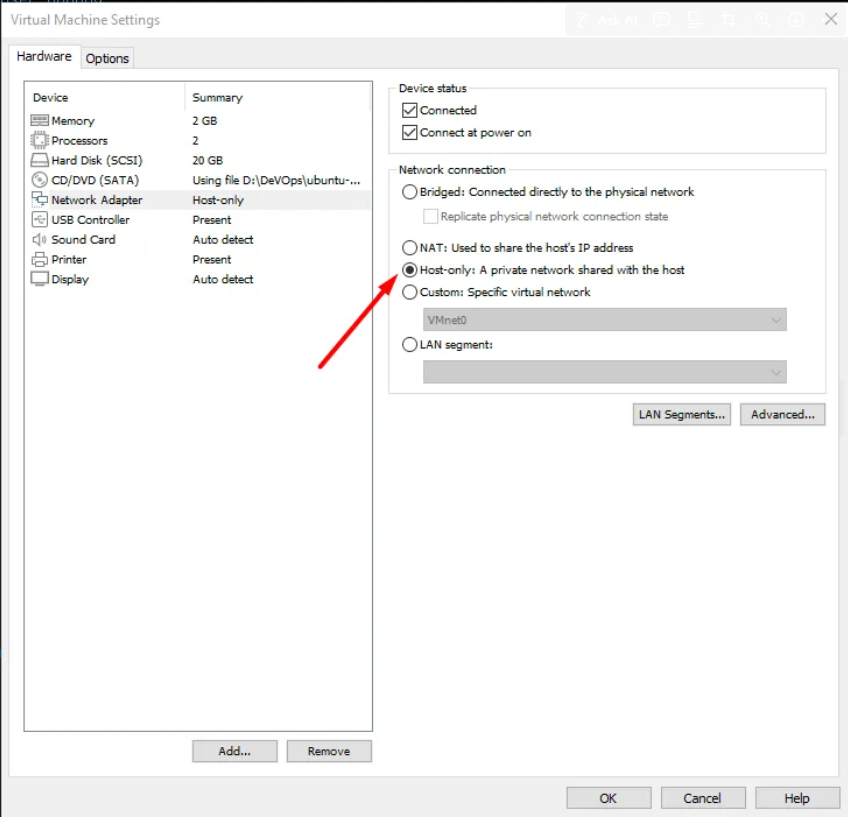 Virtual Machine Settings
Ask AI
Hardware
Options
Device Summary
Memory 2 GB
Processors 2
Hard Disk (SCSI) 20 GB
CD/DVD (SATA) Using file D:\DeVOps\ubuntu-...
Network Adapter Host-only
USB Controller Present
Sound Card Auto detect
Printer Present
Display Auto detect
Add...
Remove
Device status
Connected
Connect at power on
Network connection
Bridged: Connected directly to the physical network
Replicate physical network connection state
NAT: Used to share the host's IP address
Host-only: A private network shared with the host
Custom: Specific virtual network
VMnet0
LAN segment:
LAN Segments...
Advanced...
OK
Cancel
Help